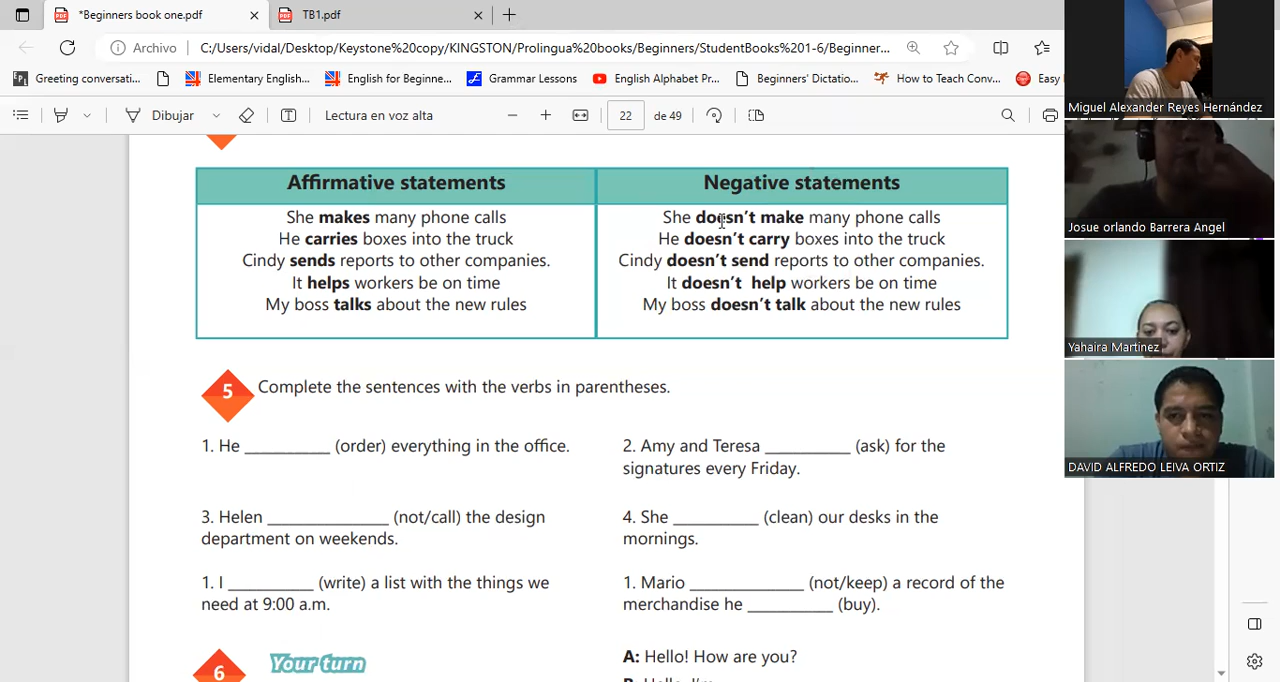 *Beginners book one.pdf
TB1.pdf
Archivo
C:/Users/vidal/Desktop/Keystone%20copy/KINGSTON/Prolingua%20books/Beginners/StudentBooks%201-6/Beginner...
Greeting conversati...
Elementary English...
English for Beginne...
Grammar Lessons
English Alphabet Pr...
Beginners' Dictatio...
How to Teach Conv...
Easy
Dibujar
Lectura en voz alta
22
de 49
Affirmative statements
She makes many phone calls
He carries boxes into the truck
Cindy sends reports to other companies.
It helps workers be on time
My boss talks about the new rules
Negative statements
She doesn't make many phone calls
He doesn't carry boxes into the truck
Cindy doesn't send reports to other companies.
It doesn't help workers be on time
My boss doesn't talk about the new rules
5
Complete the sentences with the verbs in parentheses.
1. He ___________ (order) everything in the office.
2. Amy and Teresa ___________ (ask) for the
signatures every Friday.
3. Helen ________________ (not/call) the design
department on weekends.
4. She ___________ (clean) our desks in the
mornings.
1. I ___________ (write) a list with the things we
need at 9:00 a.m.
1. Mario _______________ (not/keep) a record of the
merchandise he ___________ (buy).
6
Your turn
A: Hello! How are you?
Miguel Alexander Reyes Hernández
Josue orlando Barrera Angel
Yahaira Martinez
DAVID ALFREDO LEIVA ORTIZ